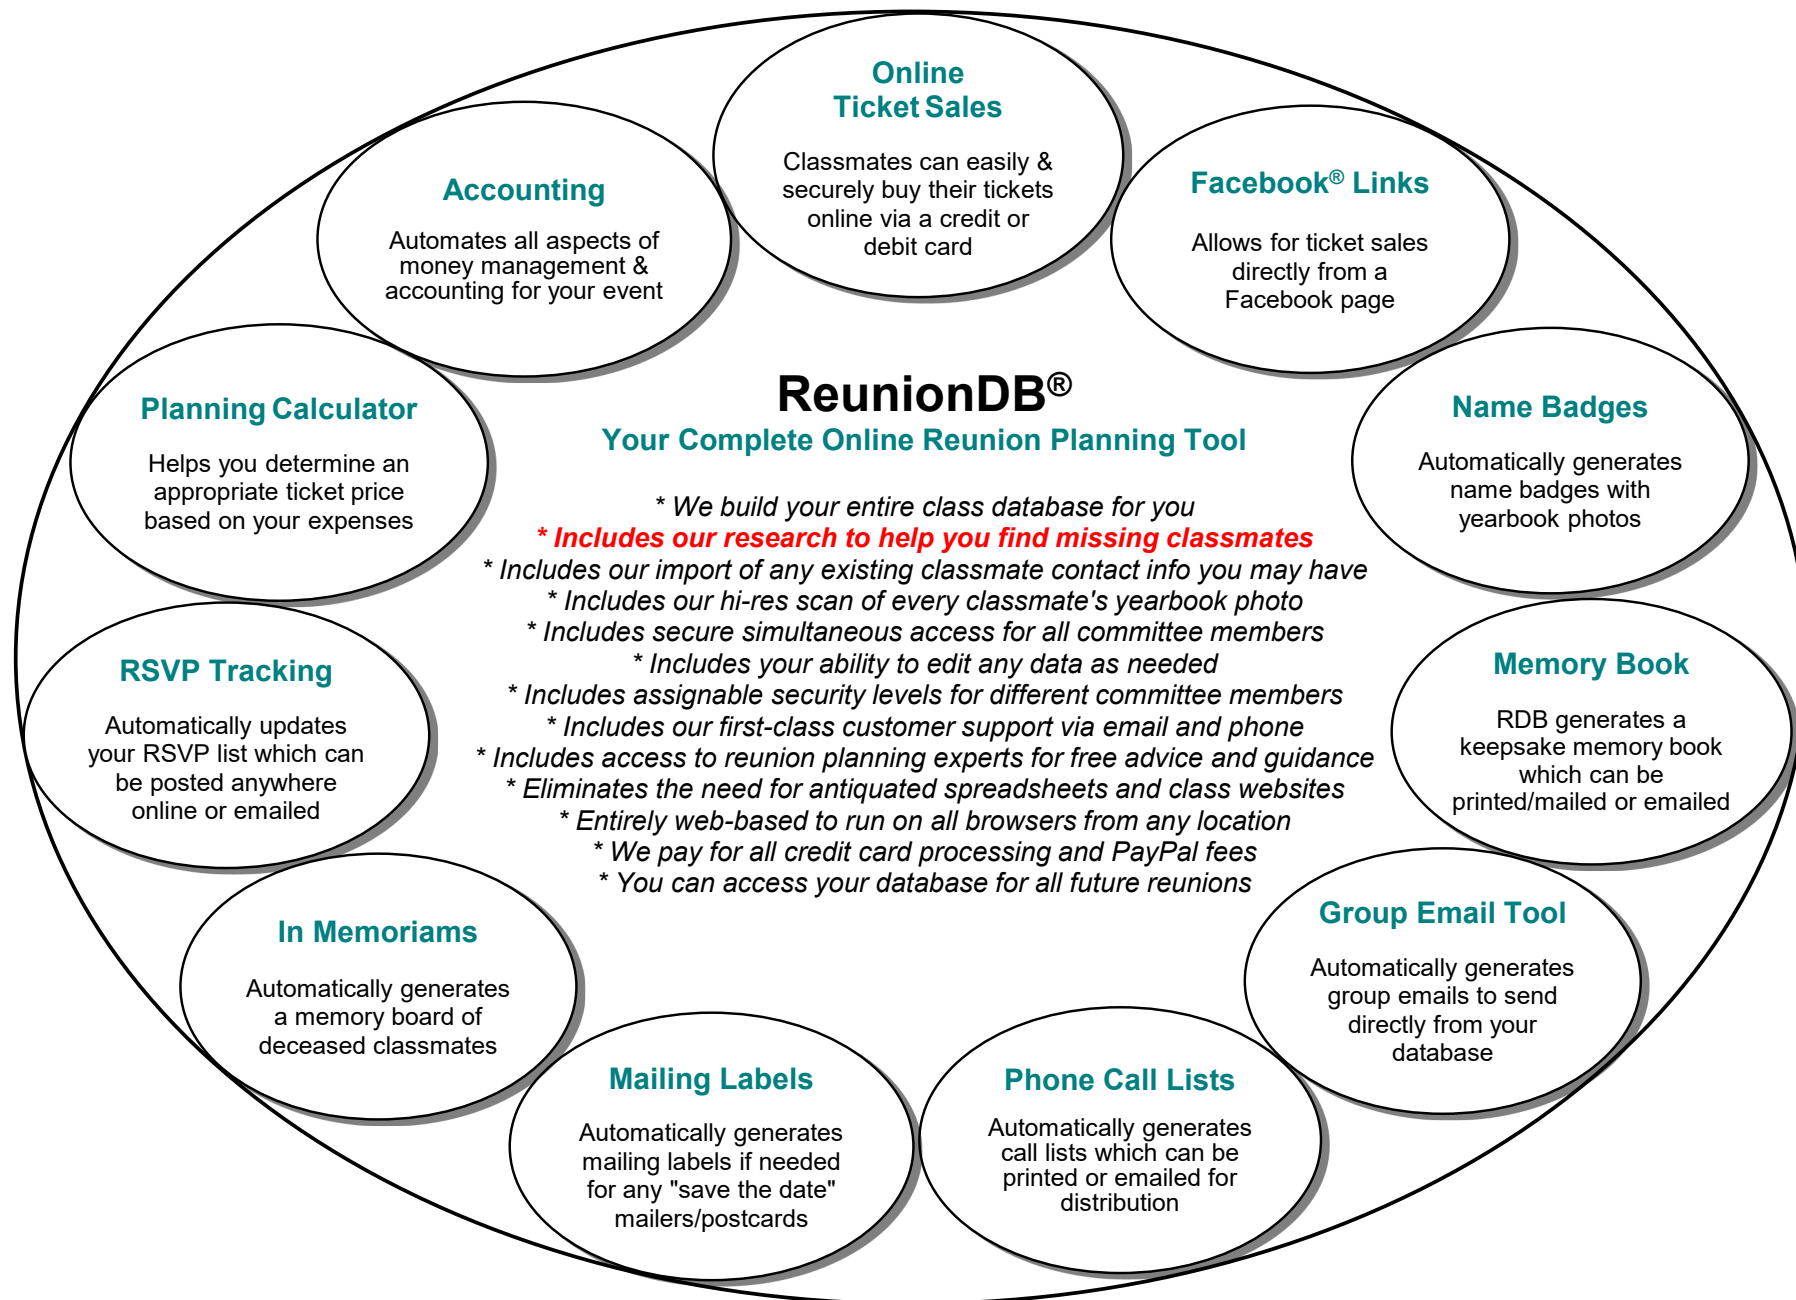 Online
Ticket Sales
Classmates can easily &
securely buy their tickets
online via a credit or
debit card
Facebook® Links
Allows for ticket sales
directly from a
Facebook page
Name Badges
Automatically generates
name badges with
yearbook photos
Memory Book
RDB generates a
keepsake memory book
which can be
printed/mailed or emailed
Group Email Tool
Automatically generates
group emails to send
directly from your
database
Phone Call Lists
Automatically generates
call lists which can be
printed or emailed for
distribution
Mailing Labels
Automatically generates
mailing labels if needed
for any "save the date"
mailers/postcards
In Memoriams
Automatically generates
a memory board of
deceased classmates
RSVP Tracking
Automatically updates
your RSVP list which can
be posted anywhere
online or emailed
Planning Calculator
Helps you determine an
appropriate ticket price
based on your expenses
Accounting
Automates all aspects of
money management &
accounting for your event
ReunionDB®
Your Complete Online Reunion Planning Tool
* We build your entire class database for you
* Includes our research to help you find missing classmates
* Includes our import of any existing classmate contact info you may have
* Includes our hi-res scan of every classmate's yearbook photo
* Includes secure simultaneous access for all committee members
* Includes your ability to edit any data as needed
* Includes assignable security levels for different committee members
* Includes our first-class customer support via email and phone
* Includes access to reunion planning experts for free advice and guidance
* Eliminates the need for antiquated spreadsheets and class websites
* Entirely web-based to run on all browsers from any location
* We pay for all credit card processing and PayPal fees
* You can access your database for all future reunions